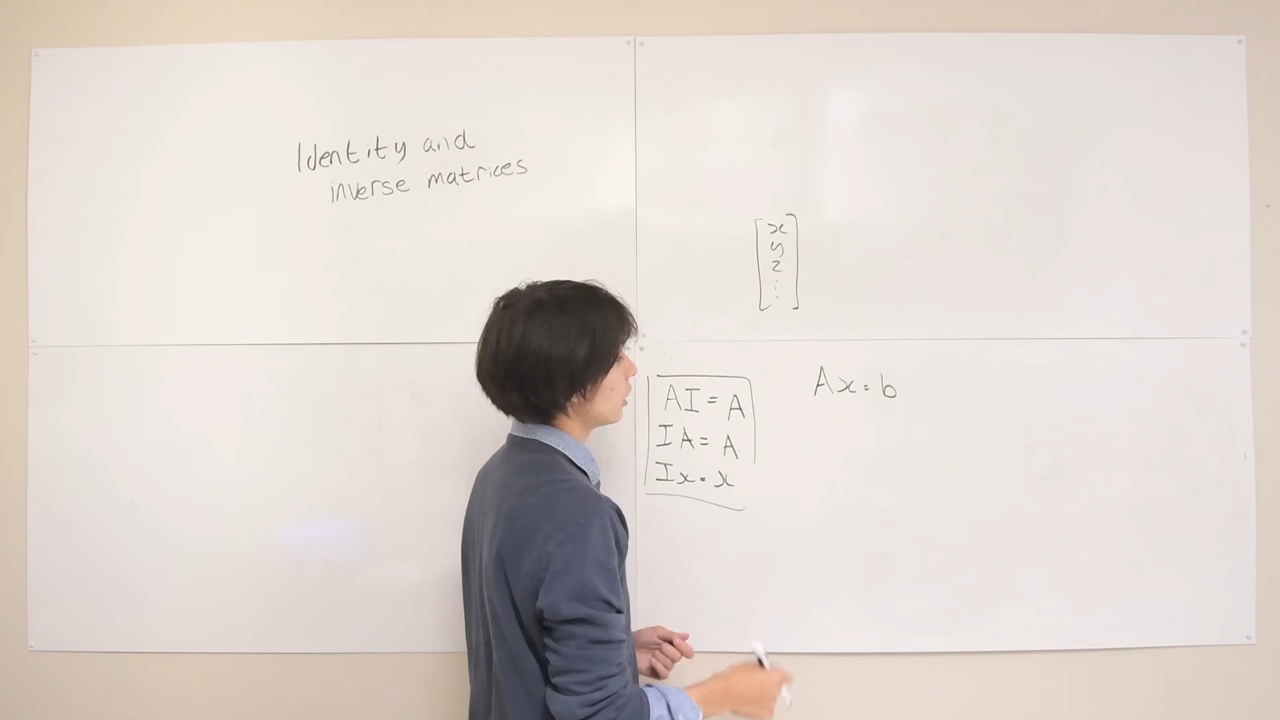 Identity and
inverse matrices
x
y
z
⋮
AI = A
IA = A
Ix = x
Ax = b